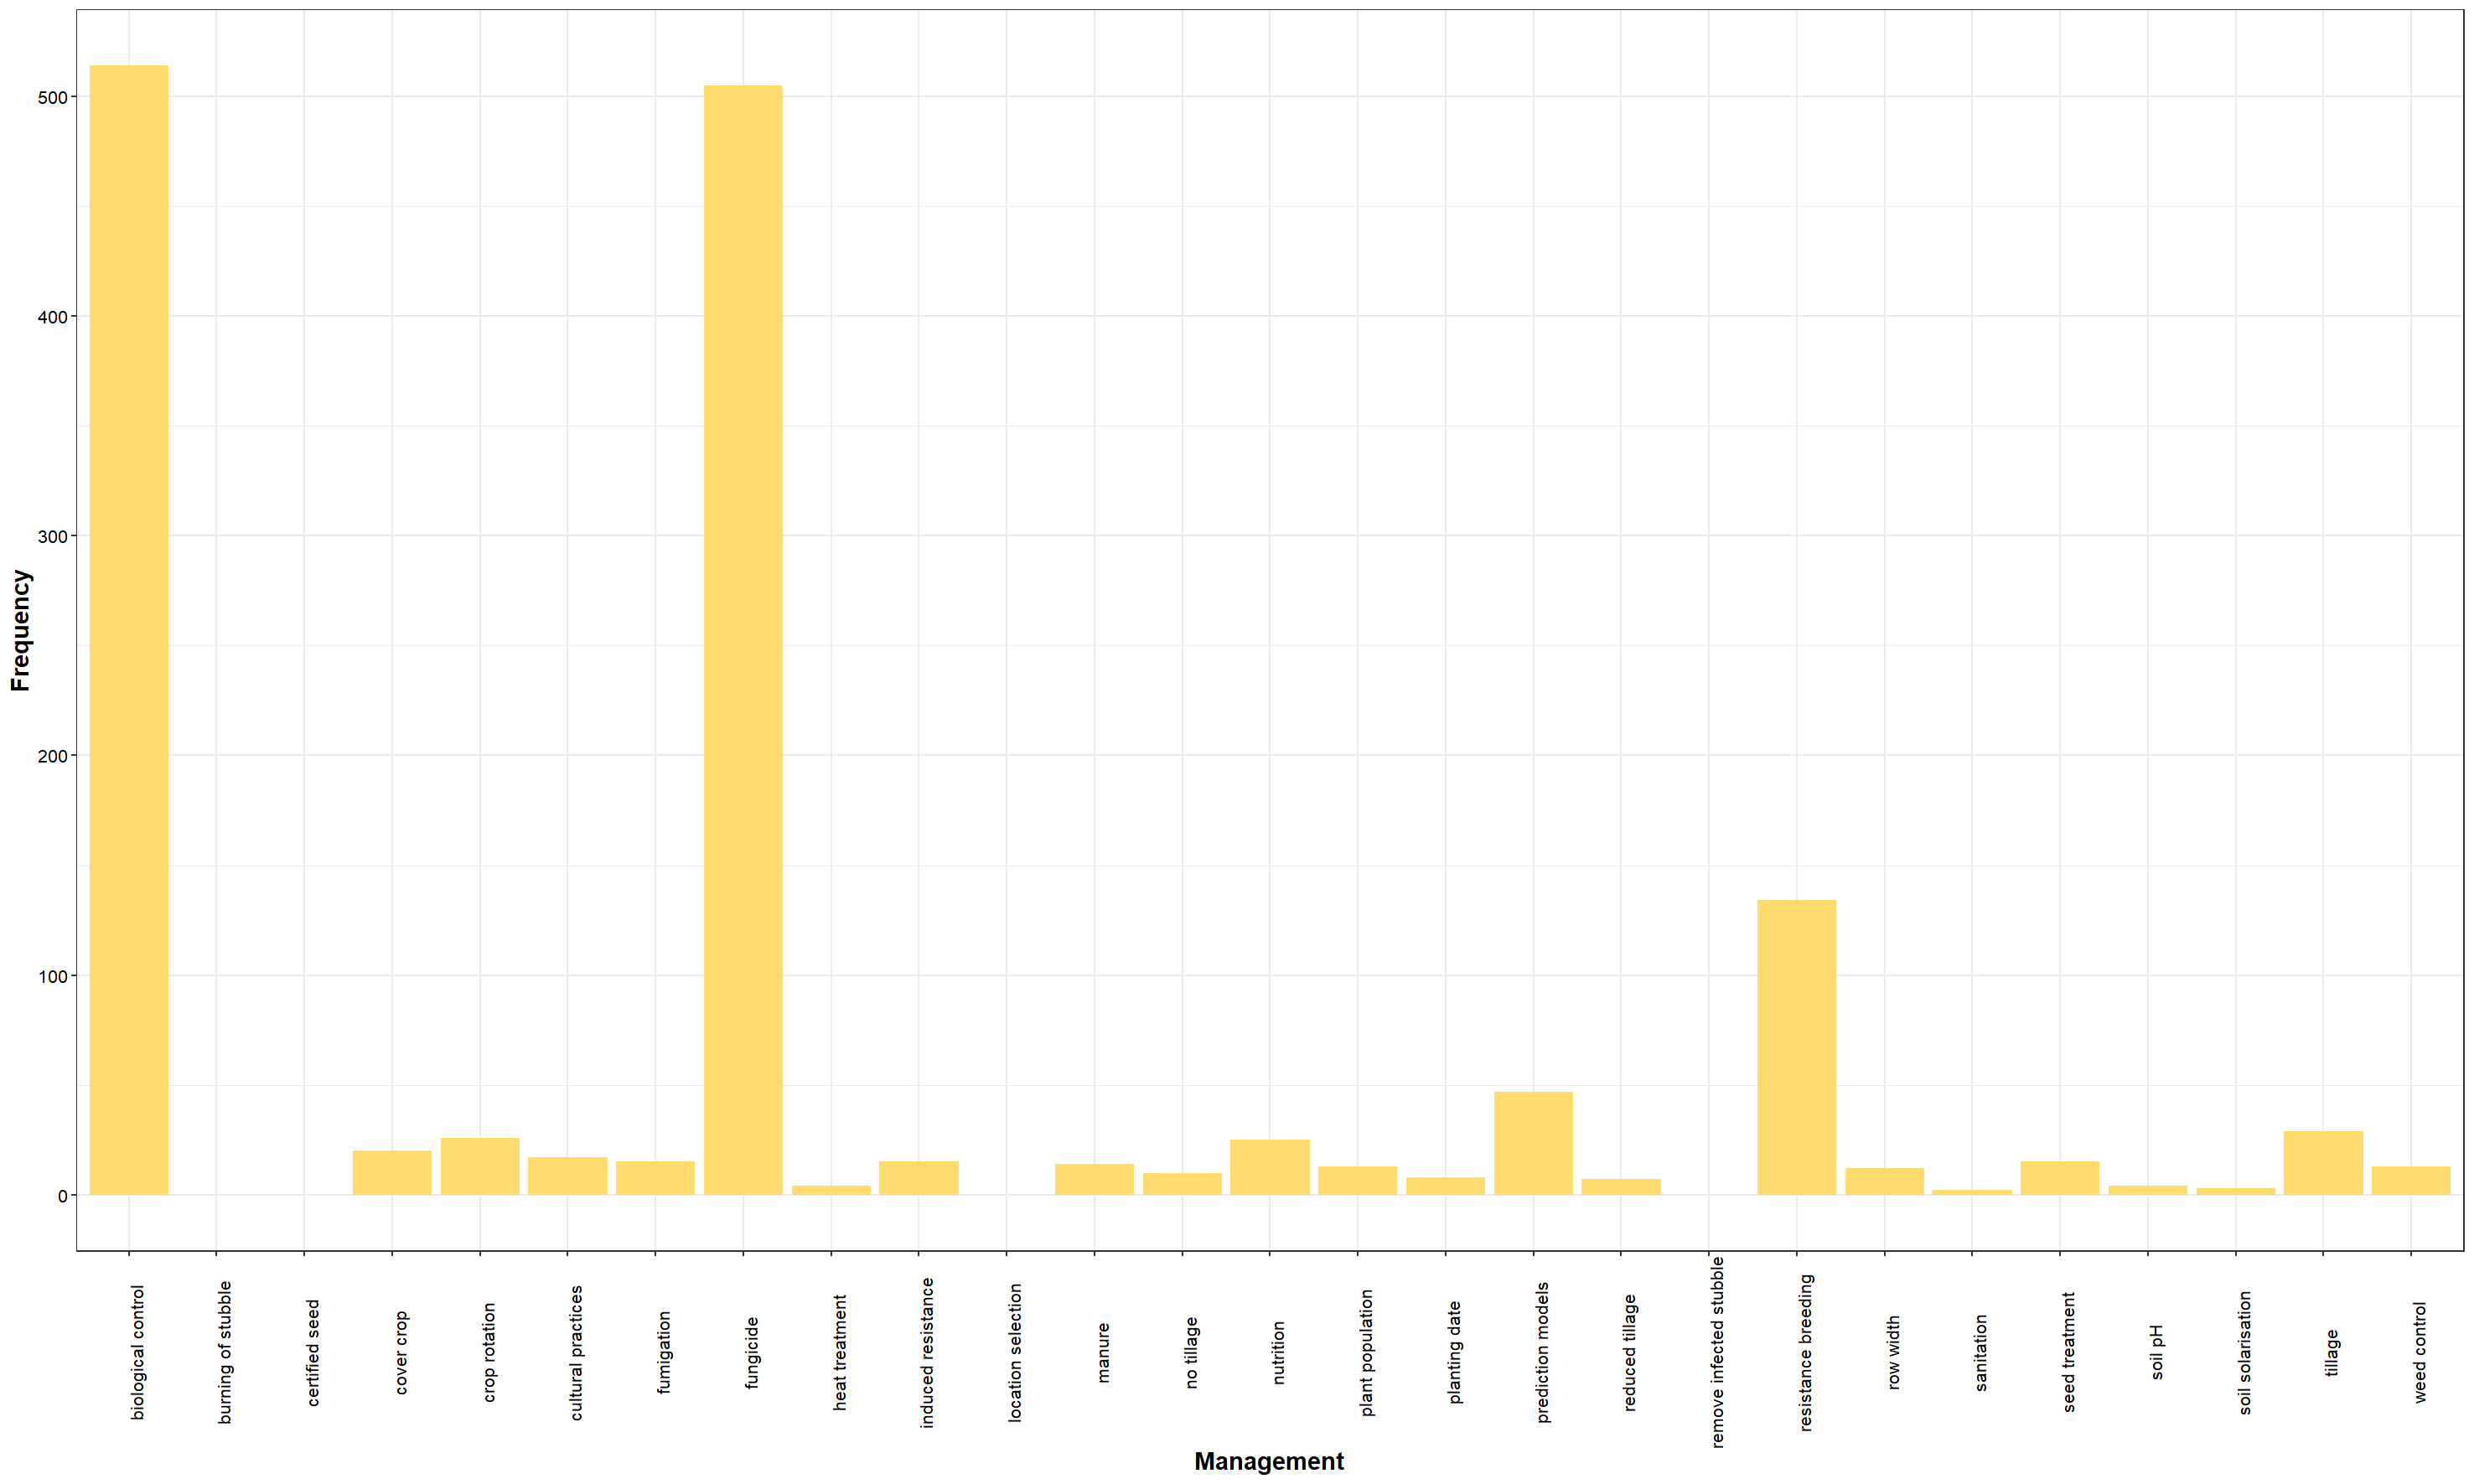 Frequency
500
400
300
200
100
0
biological control
burning of stubble
certified seed
cover crop
crop rotation
cultural practices
fumigation
fungicide
heat treatment
induced resistance
location selection
manure
no tillage
nutrition
plant population
planting date
prediction models
reduced tillage
remove infected stubble
resistance breeding
row width
sanitation
seed treatment
soil pH
soil solarisation
tillage
weed control
Management